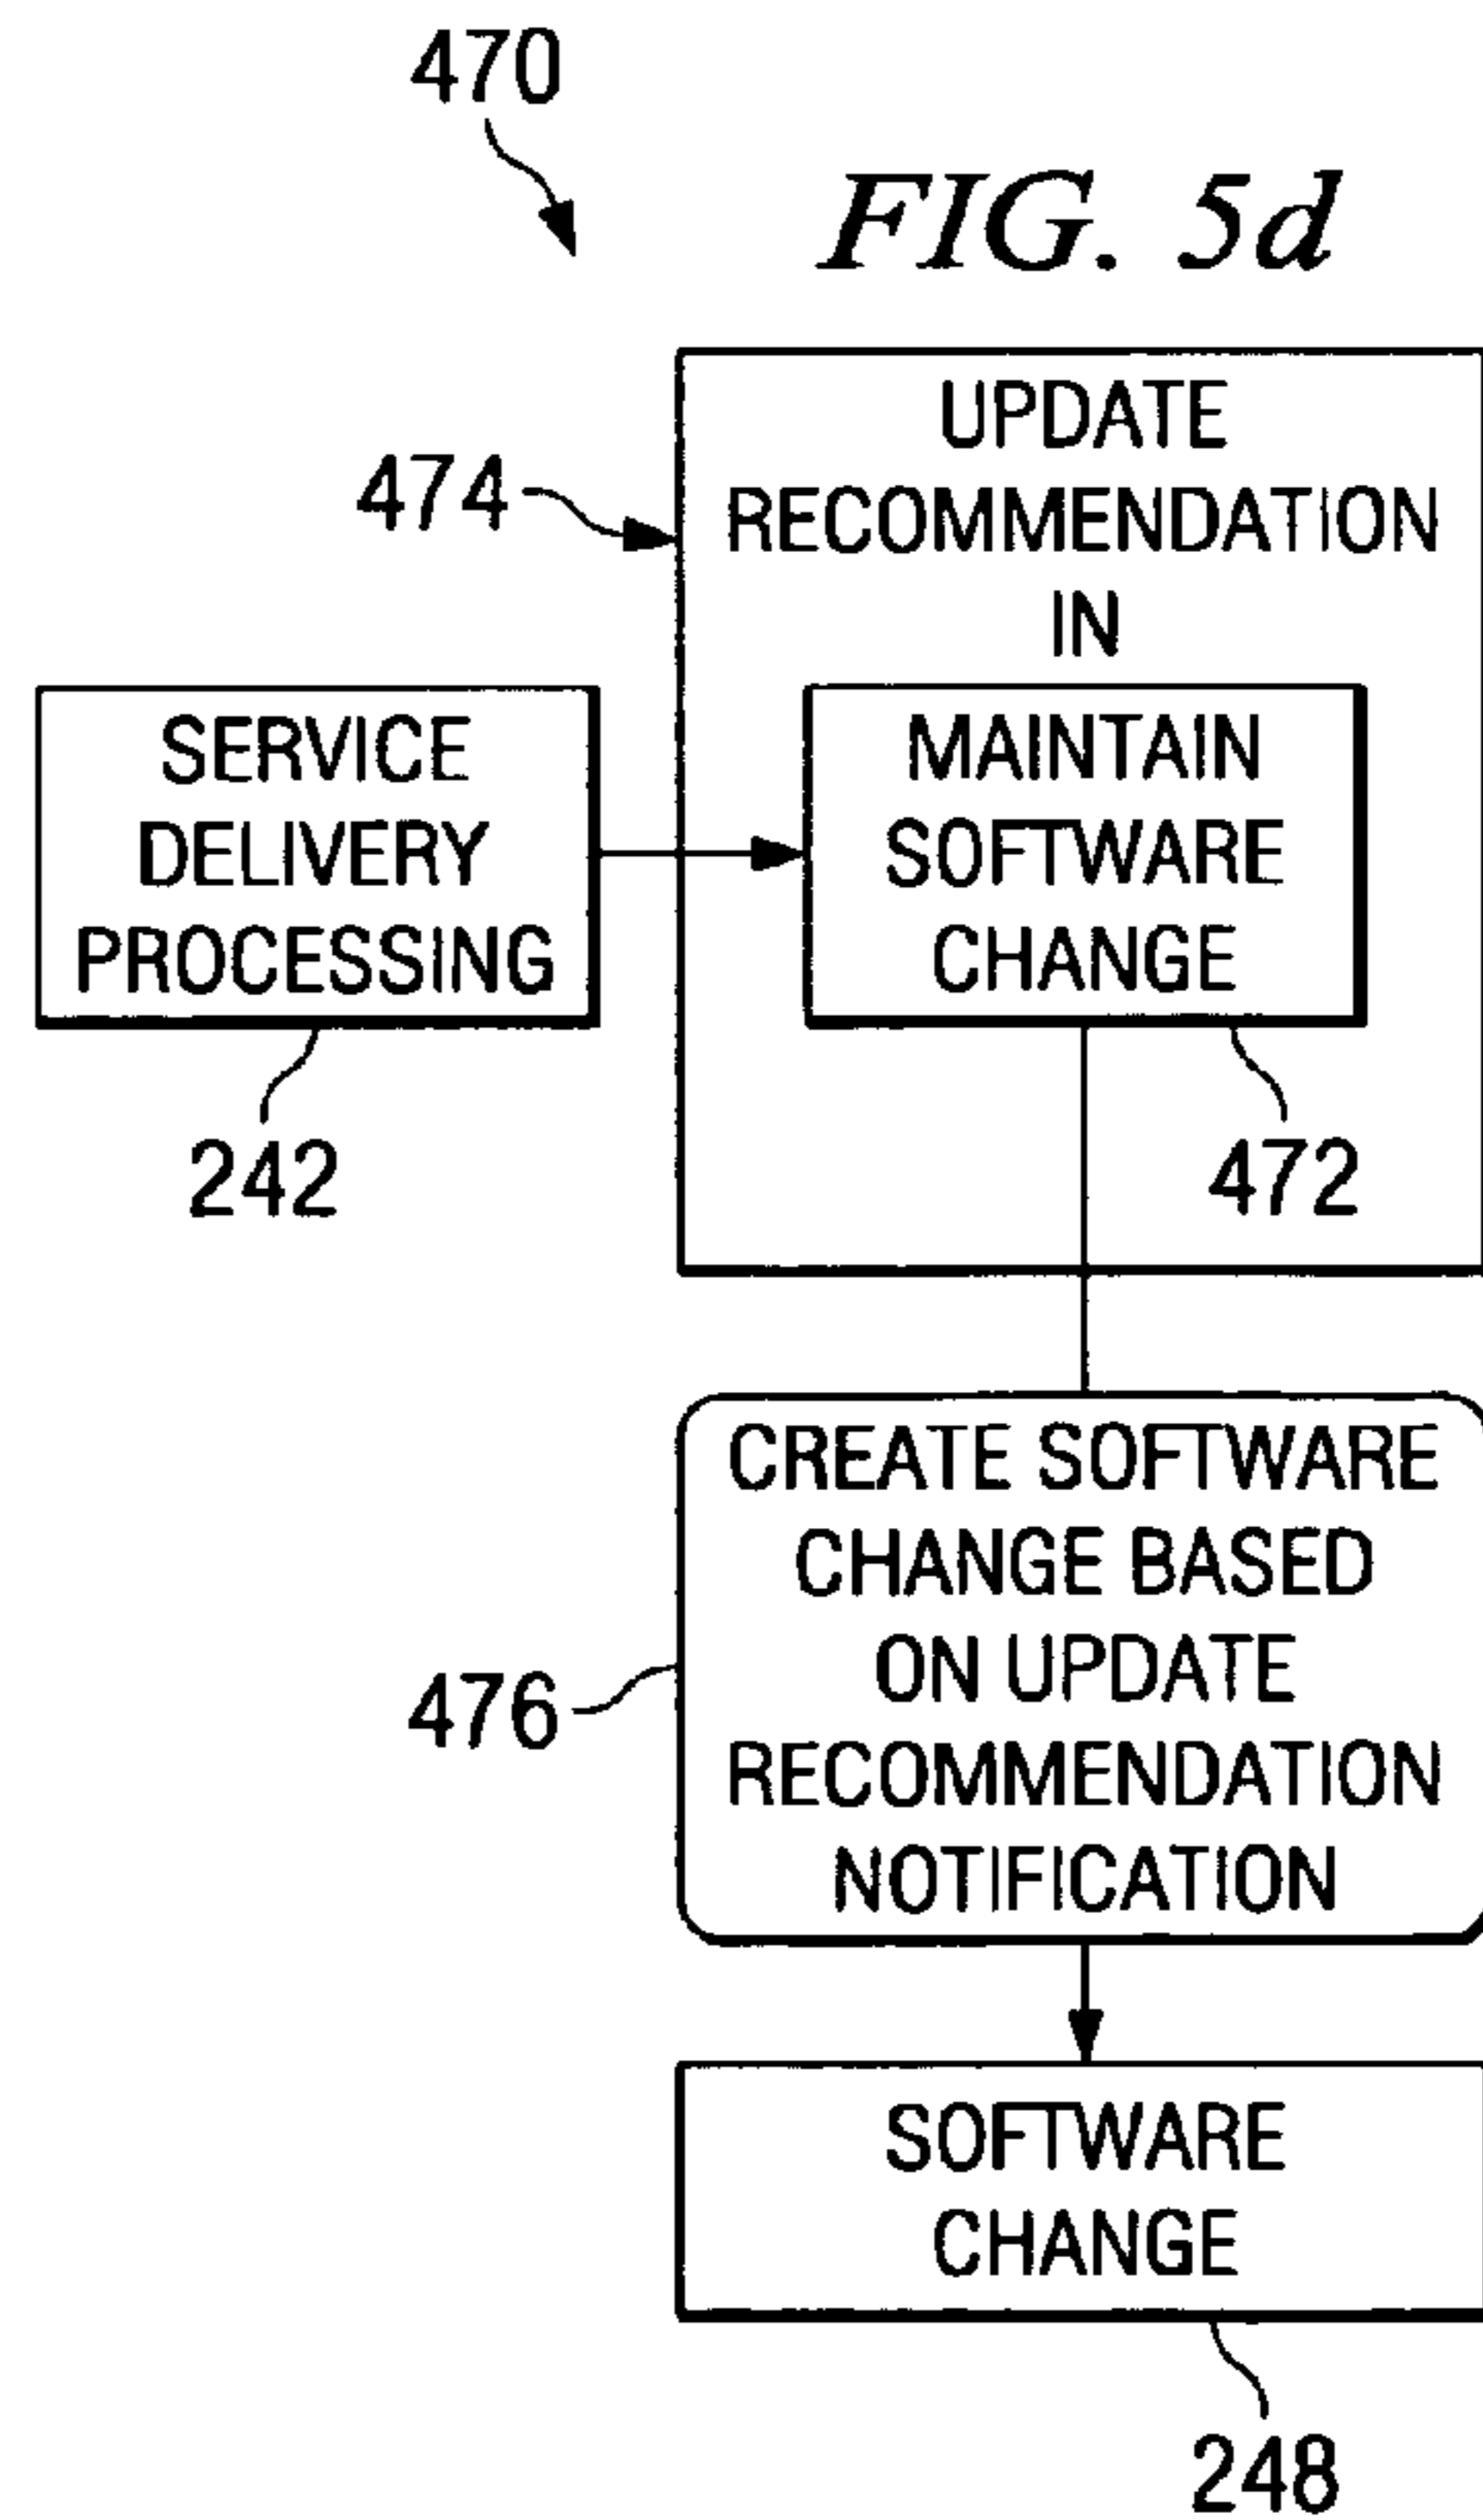 470
FIG. 5d
UPDATE
RECOMMENDATION
IN
474
SERVICE
DELIVERY
PROCESSING
242
MAINTAIN
SOFTWARE
CHANGE
472
CREATE SOFTWARE
CHANGE BASED
ON UPDATE
RECOMMENDATION
NOTIFICATION
476
SOFTWARE
CHANGE
248